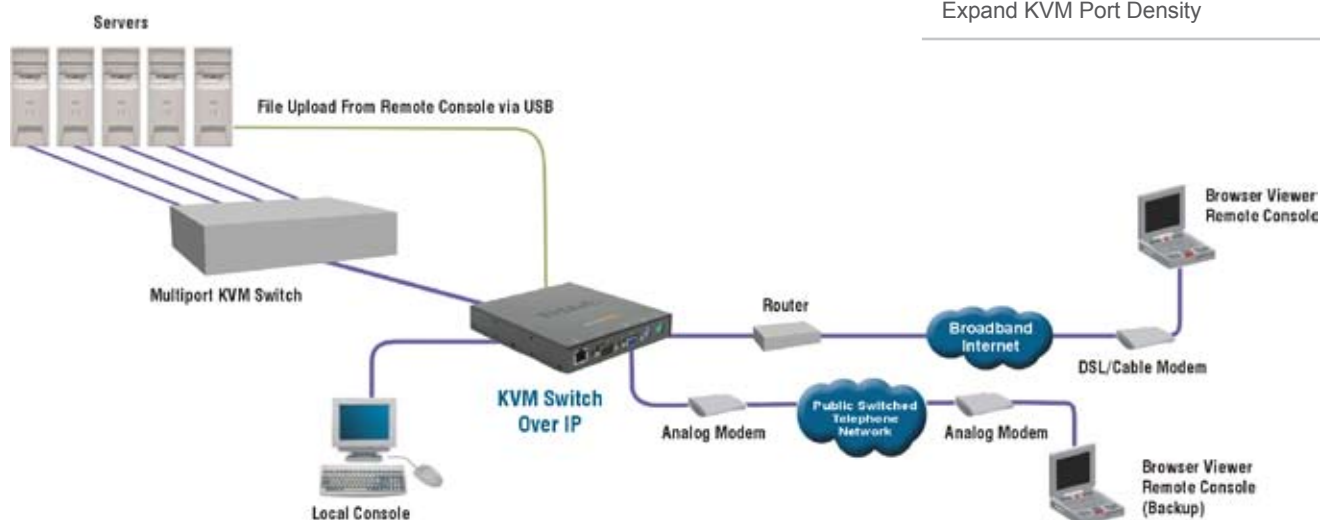 Expand KVM Port Density
Servers
File Upload From Remote Console via USB
Browser Viewer
Remote Console
Multiport KVM Switch
Router
Broadband
Internet
DSL/Cable Modem
KVM Switch
Over IP
Analog Modem
Public Switched
Telephone
Network
Analog Modem
Local Console
Browser Viewer
Remote Console
(Backup)